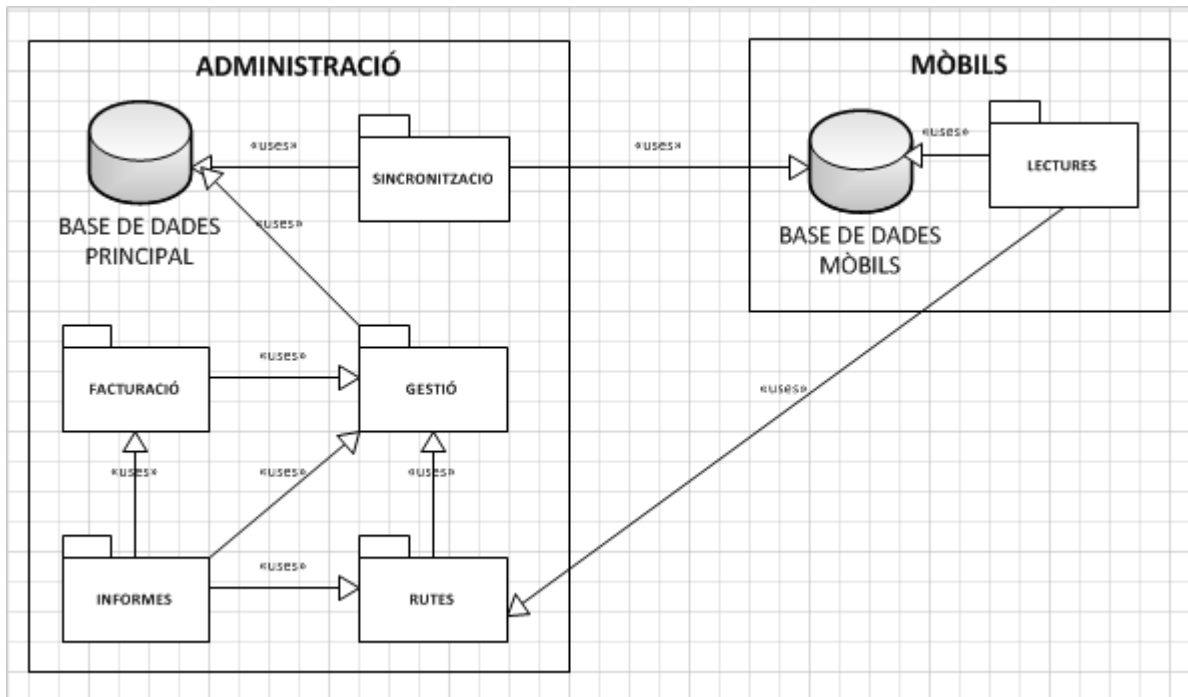 ADMINISTRACIÓ
MÒBILS
«uses»
«uses»
«uses»
SINCRONITZACIO
LECTURES
BASE DE DADES
PRINCIPAL
«uses»
BASE DE DADES
MÒBILS
«uses»
FACTURACIÓ
GESTIÓ
«uses»
«uses»
«uses»
«uses»
«uses»
INFORMES
RUTES